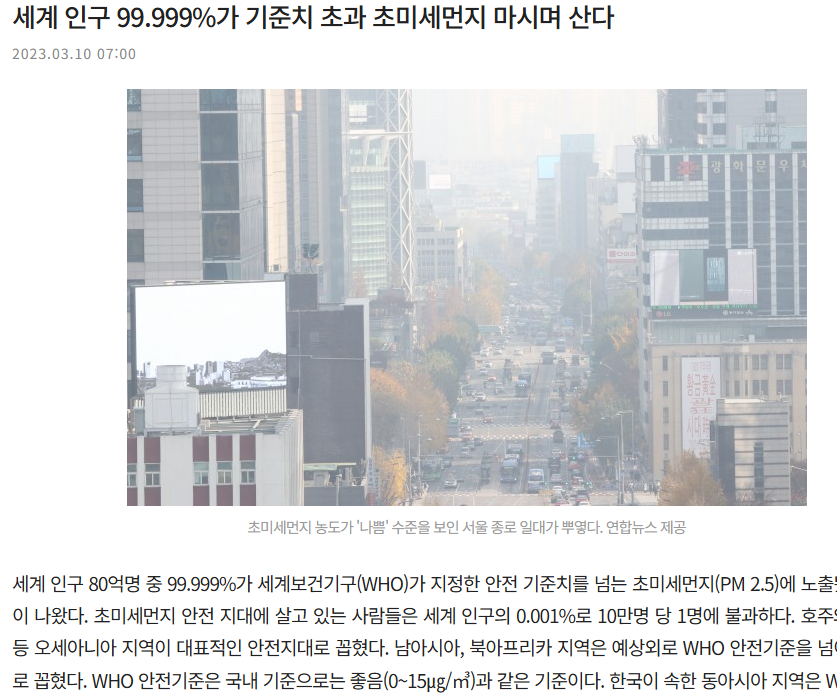 세계 인구 99.999%가 기준치 초과 초미세먼지 마시며 산다
2023.03.10 07:00
광화문우체
초미세먼지 농도가 '나쁨' 수준을 보인 서울 종로 일대가 뿌옇다. 연합뉴스 제공
세계 인구 80억명 중 99.999%가 세계보건기구(WHO)가 지정한 안전 기준치를 넘는 초미세먼지(PM 2.5)에 노출
이 나왔다. 초미세먼지 안전 지대에 살고 있는 사람들은 세계 인구의 0.001%로 10만명 당 1명에 불과하다. 호주
등 오세아니아 지역이 대표적인 안전지대로 꼽혔다. 남아시아, 북아프리카 지역은 예상외로 WHO 안전기준을 넘
로 꼽혔다. WHO 안전기준은 국내 기준으로는 좋음(0~15μg/㎥)과 같은 기준이다. 한국이 속한 동아시아 지역은 W